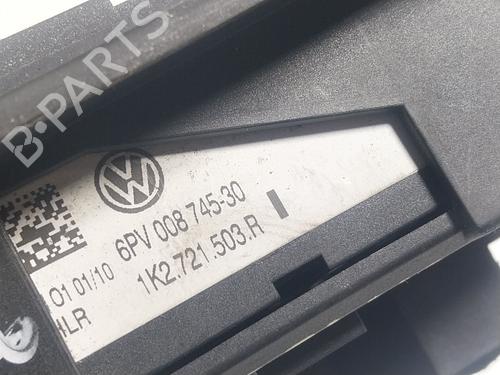 B-PARTS
VW
6PV 008 745-30
01 01/10
1K2.721.503.R
HLR